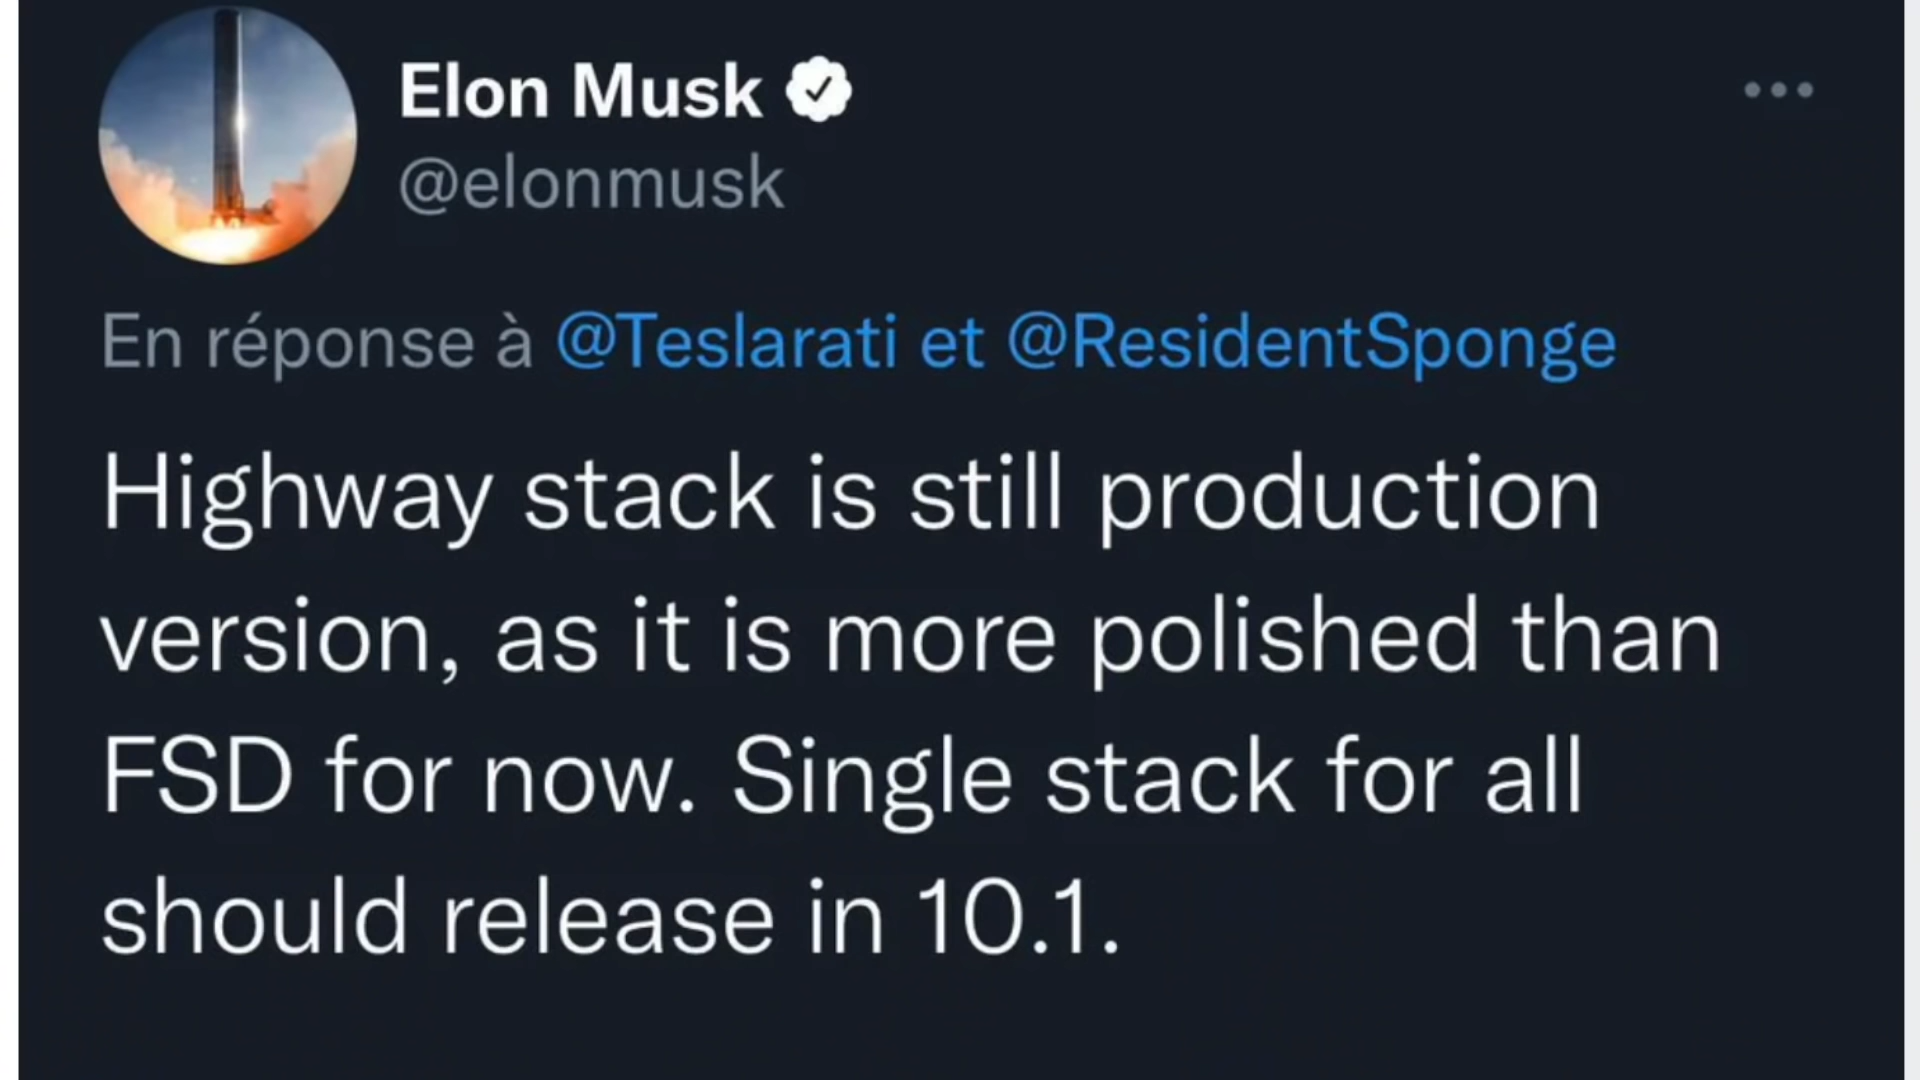 Elon Musk
@elonmusk
En réponse à @Teslarati et @ResidentSponge
Highway stack is still production
version, as it is more polished than
FSD for now. Single stack for all
should release in 10.1.